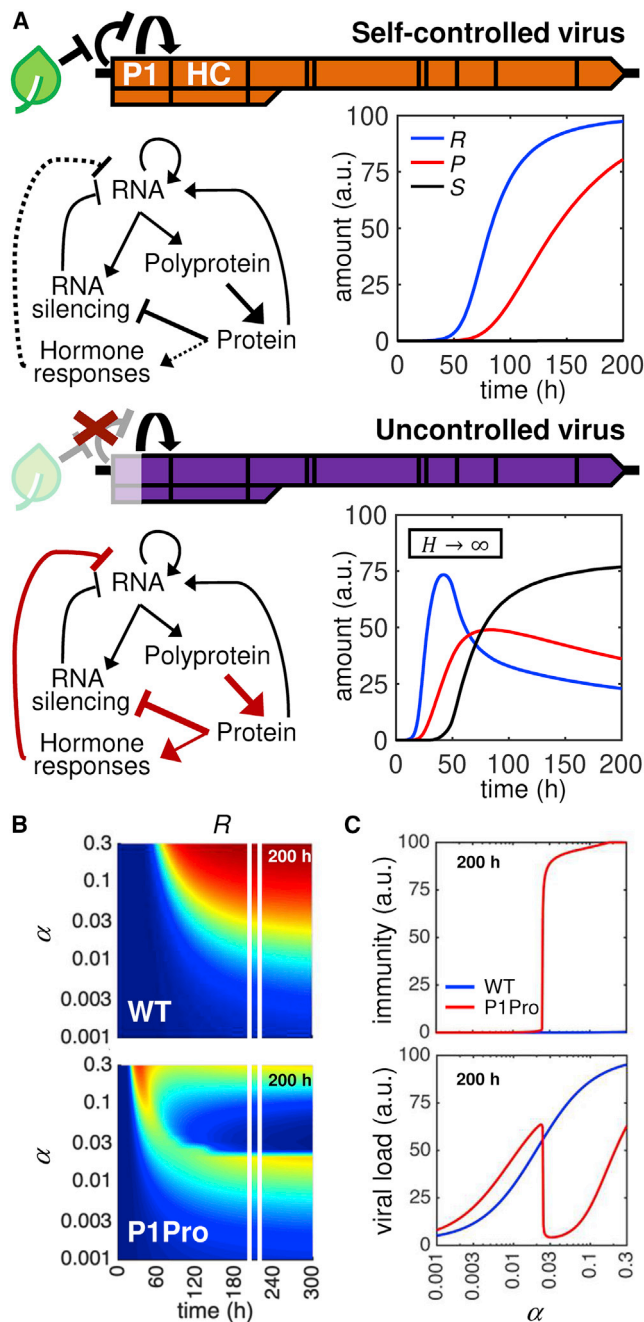 A
Self-controlled virus
P1 HC
RNA
Polyprotein
RNA
silencing
Protein
Hormone
responses
100
75
50
25
0
amount (a.u.)
R
P
S
0 50 100 150 200
time (h)
Uncontrolled virus
RNA
Polyprotein
RNA
silencing
Protein
Hormone
responses
100
75
50
25
0
amount (a.u.)
H → ∞
0 50 100 150 200
time (h)
B
R
200 h
0.3
0.1
0.03
0.01
0.003
0.001
α
WT
200 h
0.3
0.1
0.03
0.01
0.003
0.001
α
P1Pro
0 60 120 180 240 300
time (h)
C
100
75
50
25
0
immunity (a.u.)
200 h
WT
P1Pro
100
75
50
25
0
viral load (a.u.)
200 h
0.001 0.003 0.01 0.03 0.1 0.3
α